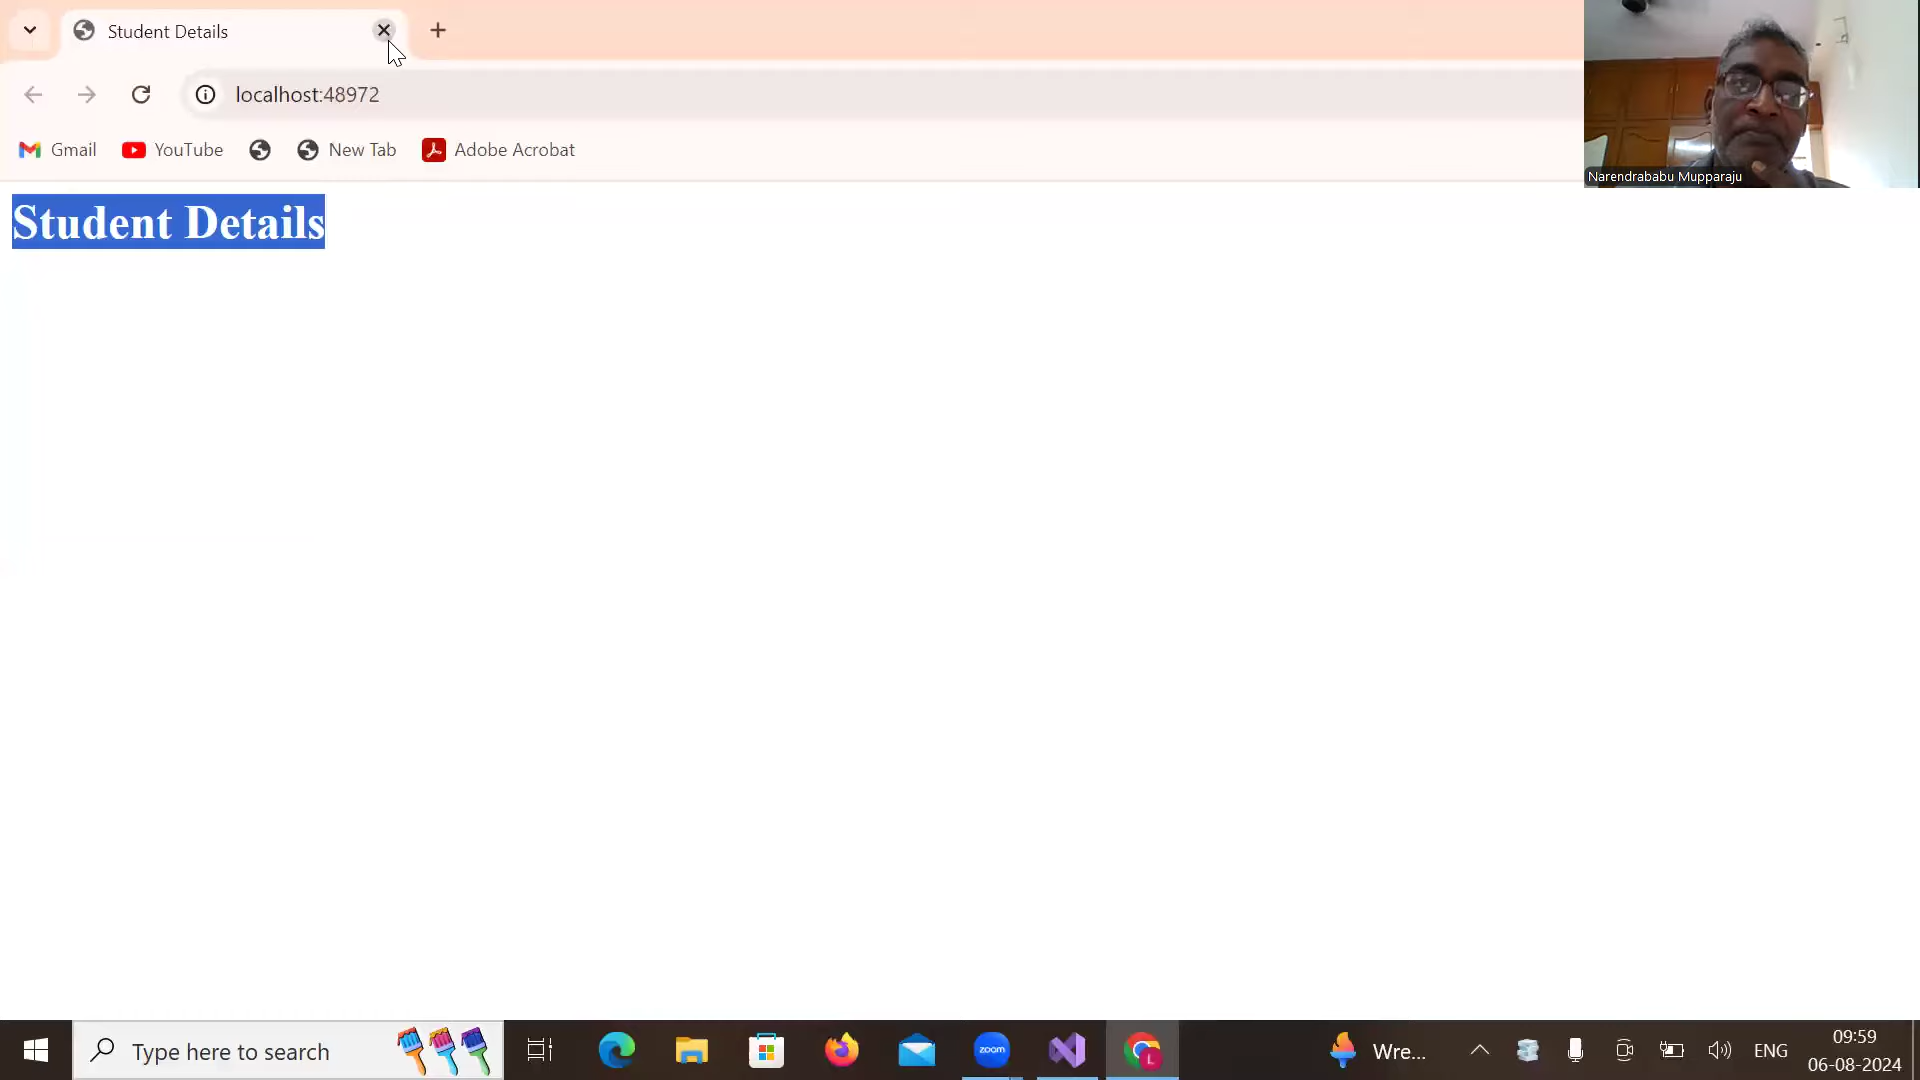 Student Details
localhost:48972
Gmail
YouTube
New Tab
Adobe Acrobat
Narendrababu Mupparaju
Student Details
Type here to search
zoom
L
Wre...
ENG
09:59
06-08-2024